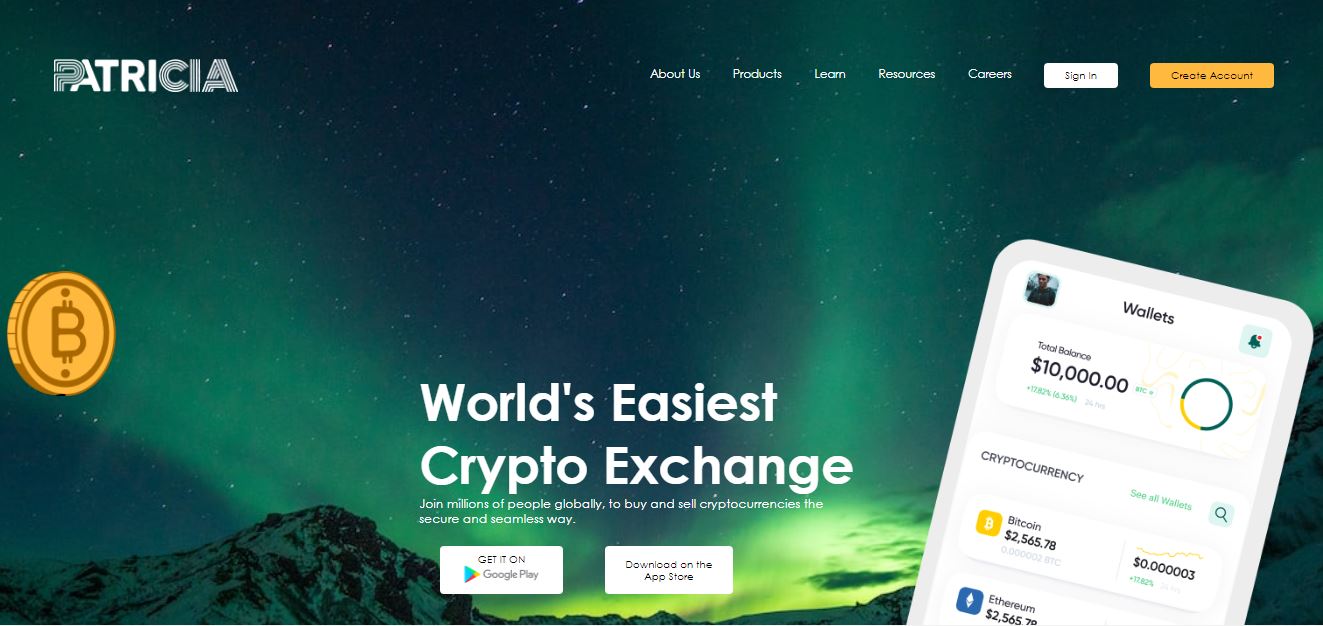 PATRICIA
About Us
Products
Learn
Resources
Careers
Sign In
Create Account
World's Easiest
Crypto Exchange
Join millions of people globally, to buy and sell cryptocurrencies the
secure and seamless way.
GET IT ON
Google Play
Download on the
App Store
Wallets
Total Balance
$10,000.00 BTC
+17.82% (6.36%) 24 hrs
CRYPTOCURRENCY
See all Wallets
Bitcoin
$2,565.78
0.000002 BTC
$0.000003
+17.82% 24 hrs
Ethereum
$2,565.78